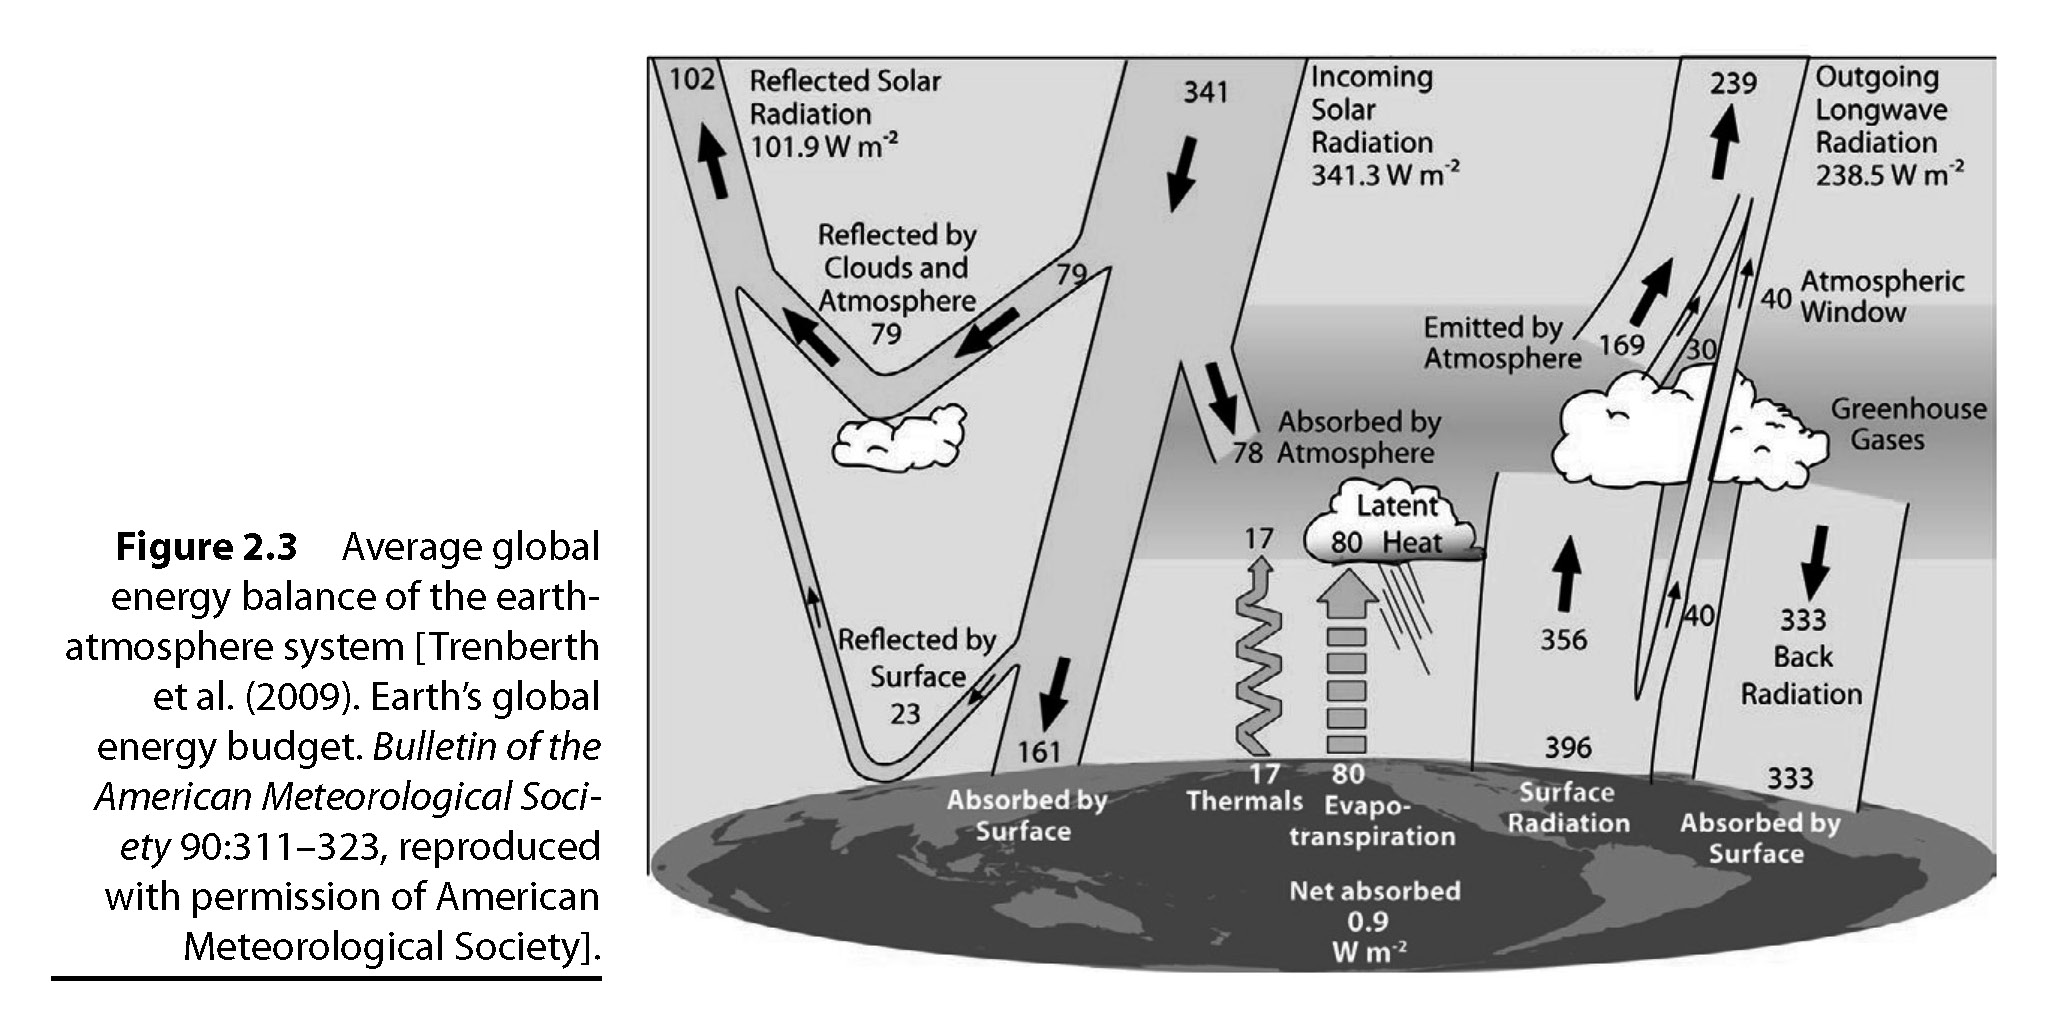 Figure 2.3 Average global
energy balance of the earth-
atmosphere system [Trenberth
et al. (2009). Earth's global
energy budget. Bulletin of the
American Meteorological Soci-
ety 90:311–323, reproduced
with permission of American
Meteorological Society].
102
Reflected Solar
Radiation
101.9 W m-2
341
Incoming
Solar
Radiation
341.3 W m-2
239
Outgoing
Longwave
Radiation
238.5 W m-2
Reflected by
Clouds and
Atmosphere
79
79
Emitted by
Atmosphere
169
30
40
Atmospheric
Window
Greenhouse
Gases
Absorbed by
78 Atmosphere
17
Latent
80 Heat
Reflected by
Surface
23
161
Absorbed by
Surface
17
Thermals
80
Evapo-
transpiration
356
40
396
Surface
Radiation
333
Back
Radiation
333
Absorbed by
Surface
Net absorbed
0.9
W m-2